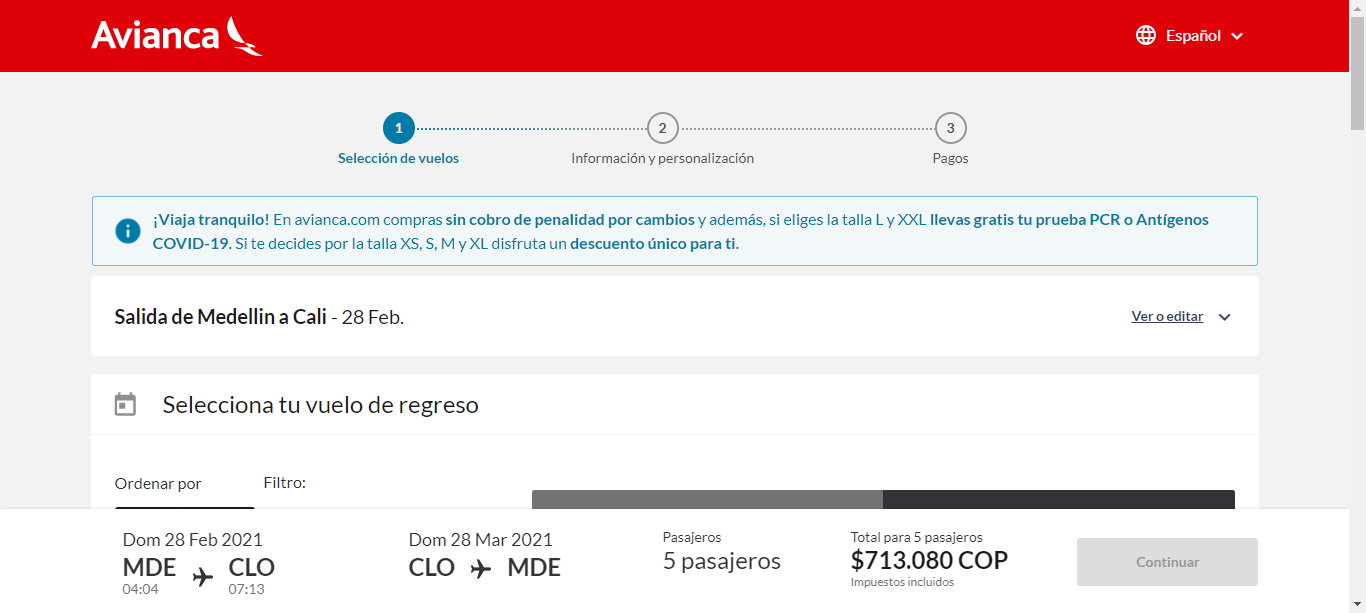 Avianca
Español
1
2
3
Selección de vuelos
Información y personalización
Pagos
¡Viaja tranquilo! En avianca.com compras sin cobro de penalidad por cambios y además, si eliges la talla L y XXL llevas gratis tu prueba PCR o Antígenos
COVID-19. Si te decides por la talla XS, S, M y XL disfruta un descuento único para ti.
Salida de Medellin a Cali - 28 Feb.
Ver o editar
Selecciona tu vuelo de regreso
Ordenar por
Filtro:
Dom 28 Feb 2021
MDE CLO
04:04 07:13
Dom 28 Mar 2021
CLO MDE
Pasajeros
5 pasajeros
Total para 5 pasajeros
$713.080 COP
Impuestos incluidos
Continuar